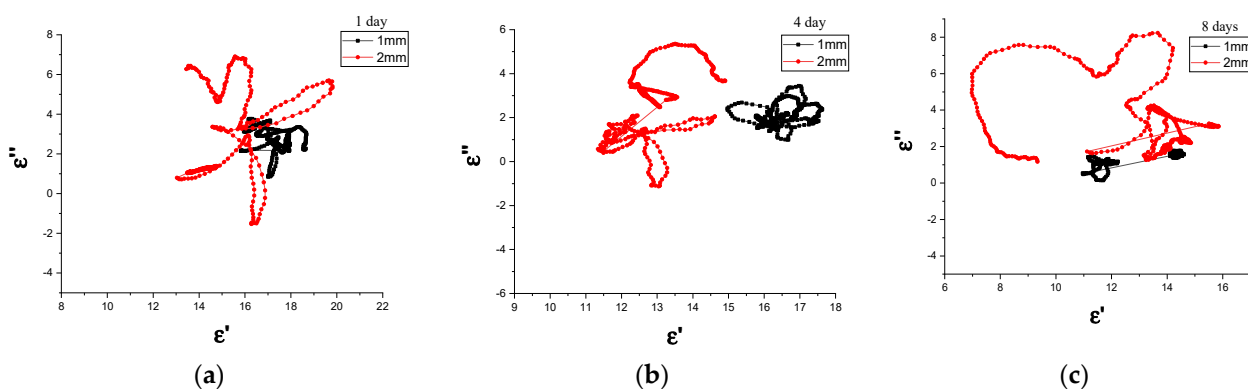 1 day
1mm
2mm
8
6
4
2
0
-2
-4
ε''
8 10 12 14 16 18 20 22
ε'
(a)
4 day
1mm
2mm
8
6
4
2
0
-2
-4
-6
ε''
9 10 11 12 13 14 15 16 17 18
ε'
(b)
8 days
1mm
2mm
8
6
4
2
0
-2
-4
ε''
6 8 10 12 14 16
ε'
(c)